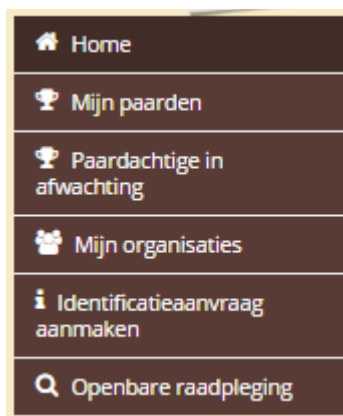 Home
Mijn paarden
Paardachtige in
afwachting
Mijn organisaties
Identificatieaanvraag
aanmaken
Openbare raadpleging